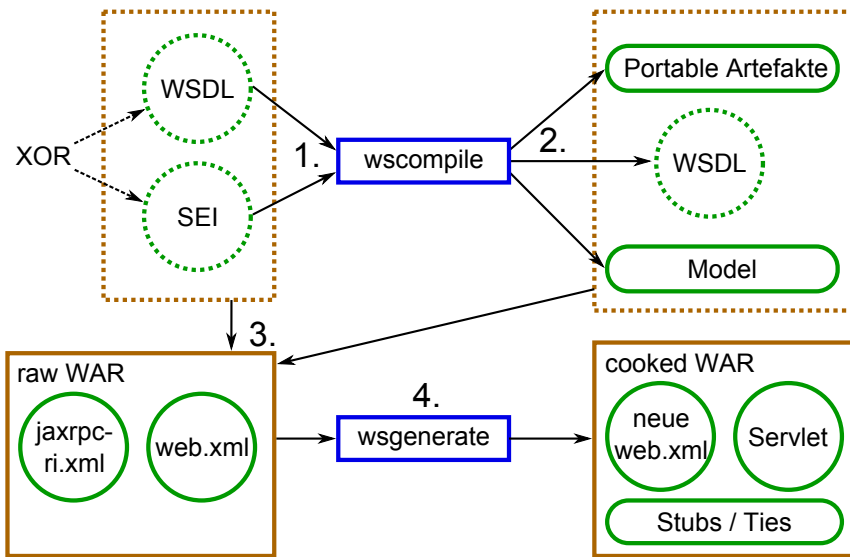 WSDL
XOR
SEI
1.
wscompile
2.
Portable Artefakte
WSDL
Model
3.
raw WAR
jaxrpc-
ri.xml
web.xml
4.
wsgenerate
cooked WAR
neue
web.xml
Servlet
Stubs / Ties